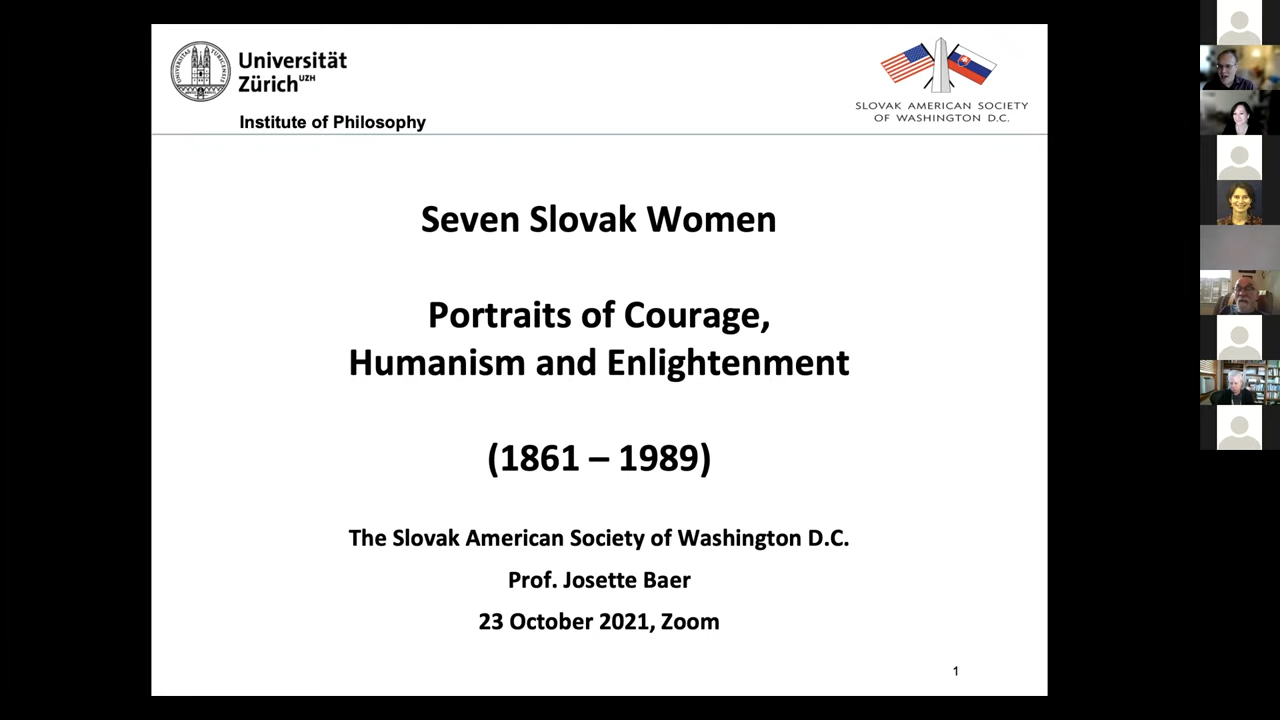 Universität
Zürich UZH
Institute of Philosophy
SLOVAK AMERICAN SOCIETY
OF WASHINGTON D.C.
Seven Slovak Women
Portraits of Courage,
Humanism and Enlightenment
(1861 – 1989)
The Slovak American Society of Washington D.C.
Prof. Josette Baer
23 October 2021, Zoom
1